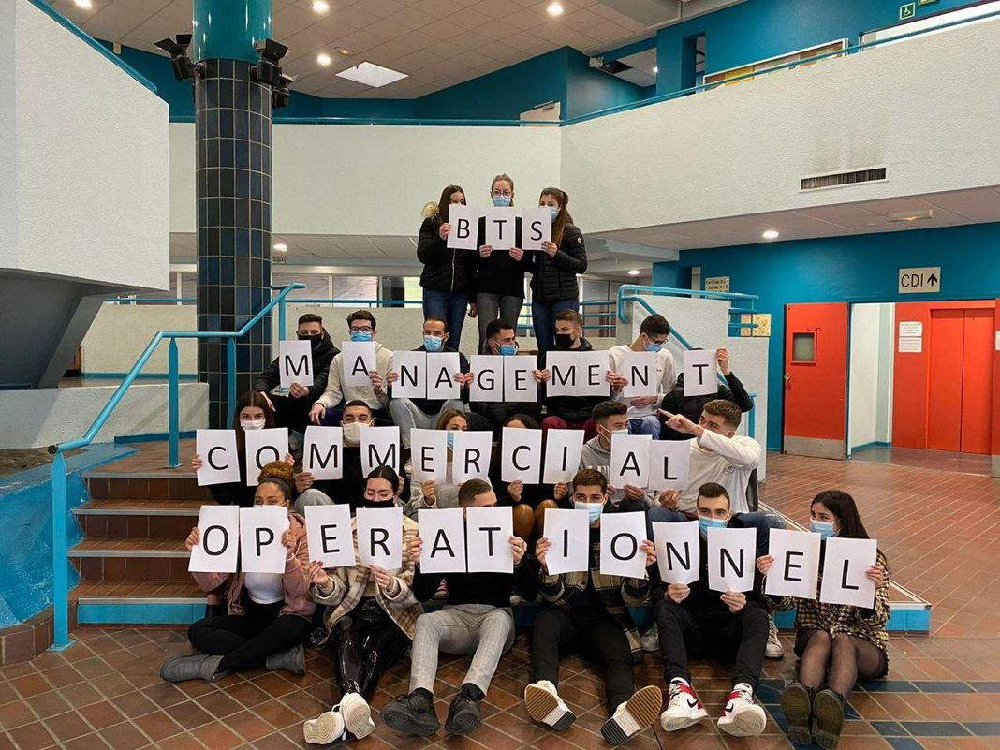 BTS
MANAGEMENT
COMMERCIAL
OPERATIONNEL
CDI ↑